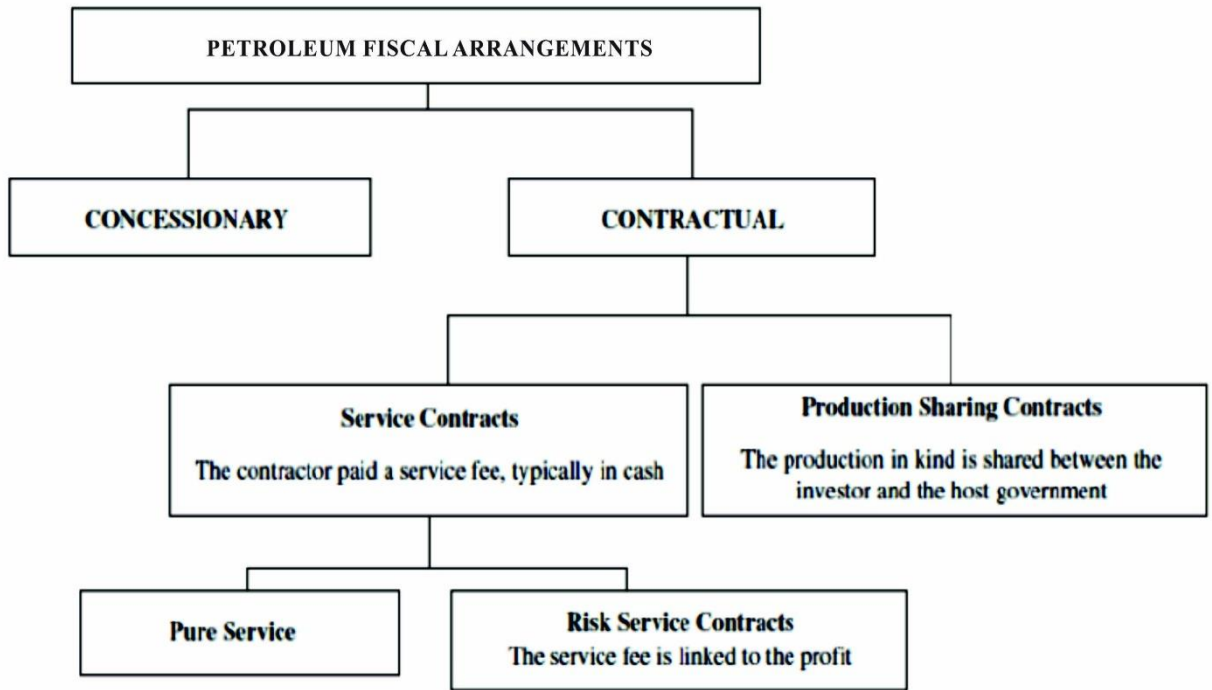 PETROLEUM FISCAL ARRANGEMENTS
CONCESSIONARY
CONTRACTUAL
Service Contracts
The contractor paid a service fee, typically in cash
Production Sharing Contracts
The production in kind is shared between the
investor and the host government
Pure Service
Risk Service Contracts
The service fee is linked to the profit